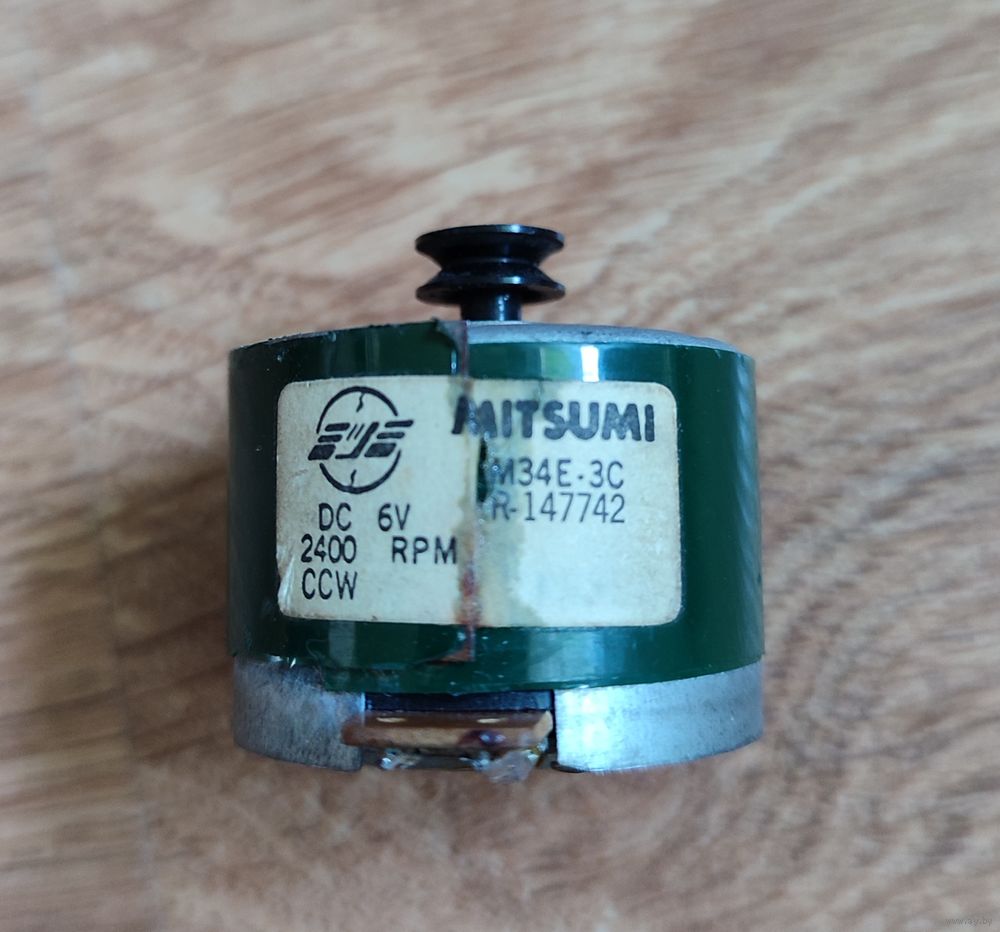 MITSUMI
M34E-3C
R-147742
DC 6V
2400 RPM
CCW